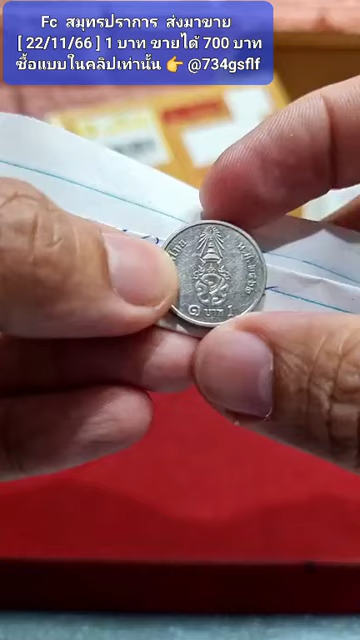 Fc สมุทรปราการ ส่งมาขาย
[ 22/11/66 ] 1 บาท ขายได้ 700 บาท
ซื้อแบบในคลิปเท่านั้น 👉 @734gsflf
๑ บาท 1